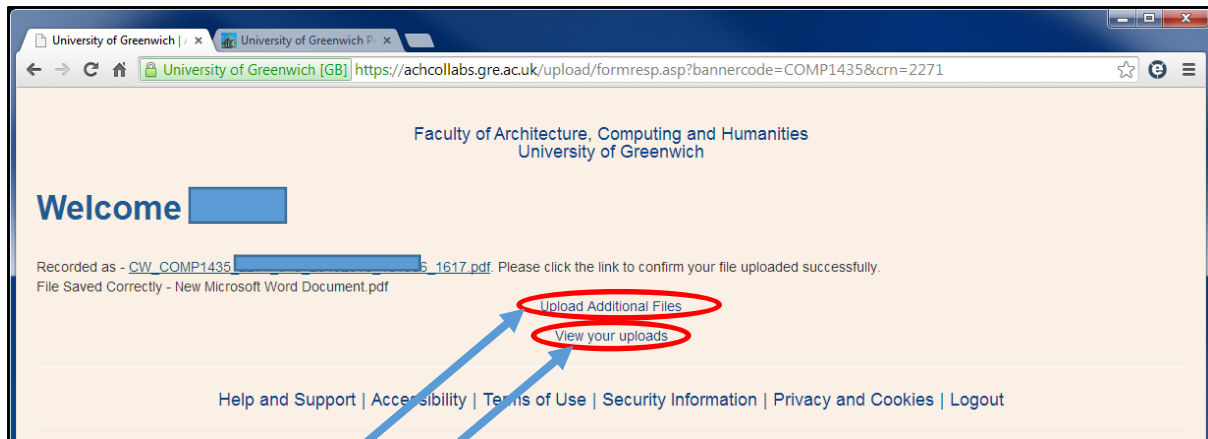 University of Greenwich | A
University of Greenwich P
University of Greenwich [GB] https://achcollabs.gre.ac.uk/upload/formresp.asp?bannercode=COMP1435&crn=2271
Faculty of Architecture, Computing and Humanities
University of Greenwich
Welcome
Recorded as - CW_COMP1435 6_1617.pdf. Please click the link to confirm your file uploaded successfully.
File Saved Correctly - New Microsoft Word Document.pdf
Upload Additional Files
View your uploads
Help and Support | Accessibility | Terms of Use | Security Information | Privacy and Cookies | Logout